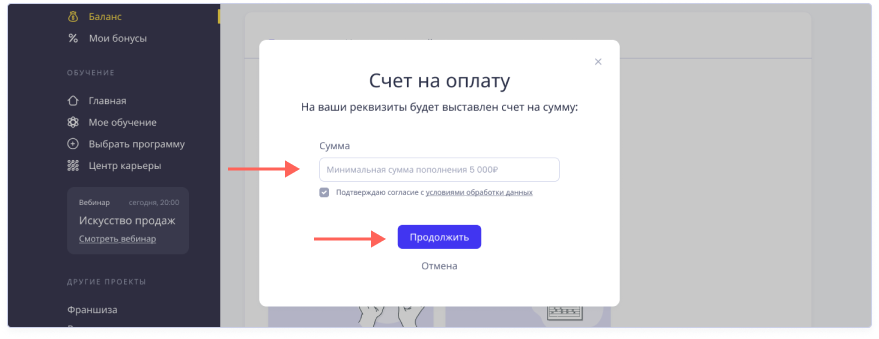 Баланс
Мои бонусы
ОБУЧЕНИЕ
Главная
Мое обучение
Выбрать программу
Центр карьеры
Вебинар сегодня, 20:00
Искусство продаж
Смотреть вебинар
ДРУГИЕ ПРОЕКТЫ
Франшиза
Счет на оплату
На ваши реквизиты будет выставлен счет на сумму:
Сумма
Минимальная сумма пополнения 5 000₽
Подтверждаю согласие с условиями обработки данных
Продолжить
Отмена